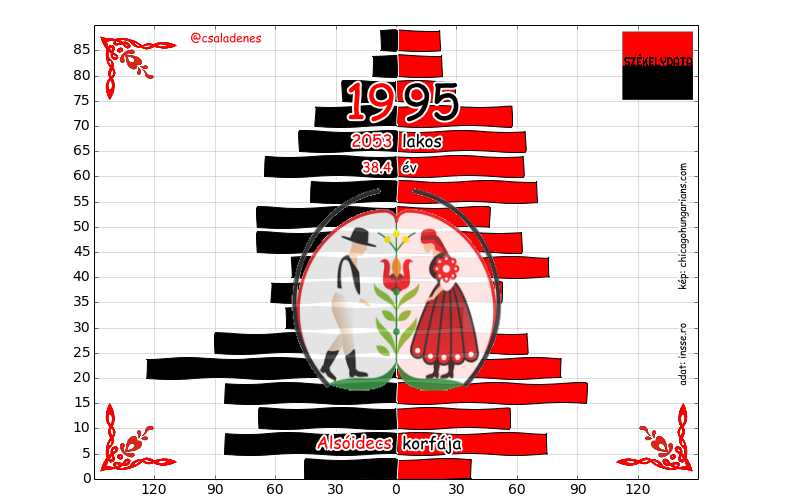 @csaladenes
SZÉKELYDATA
1995
2053 lakos
38.4 év
kép: chicagohungarians.com
adat: insse.ro
Alsóidecs korfája
85
80
75
70
65
60
55
50
45
40
35
30
25
20
15
10
5
0
120 90 60 30 0 30 60 90 120